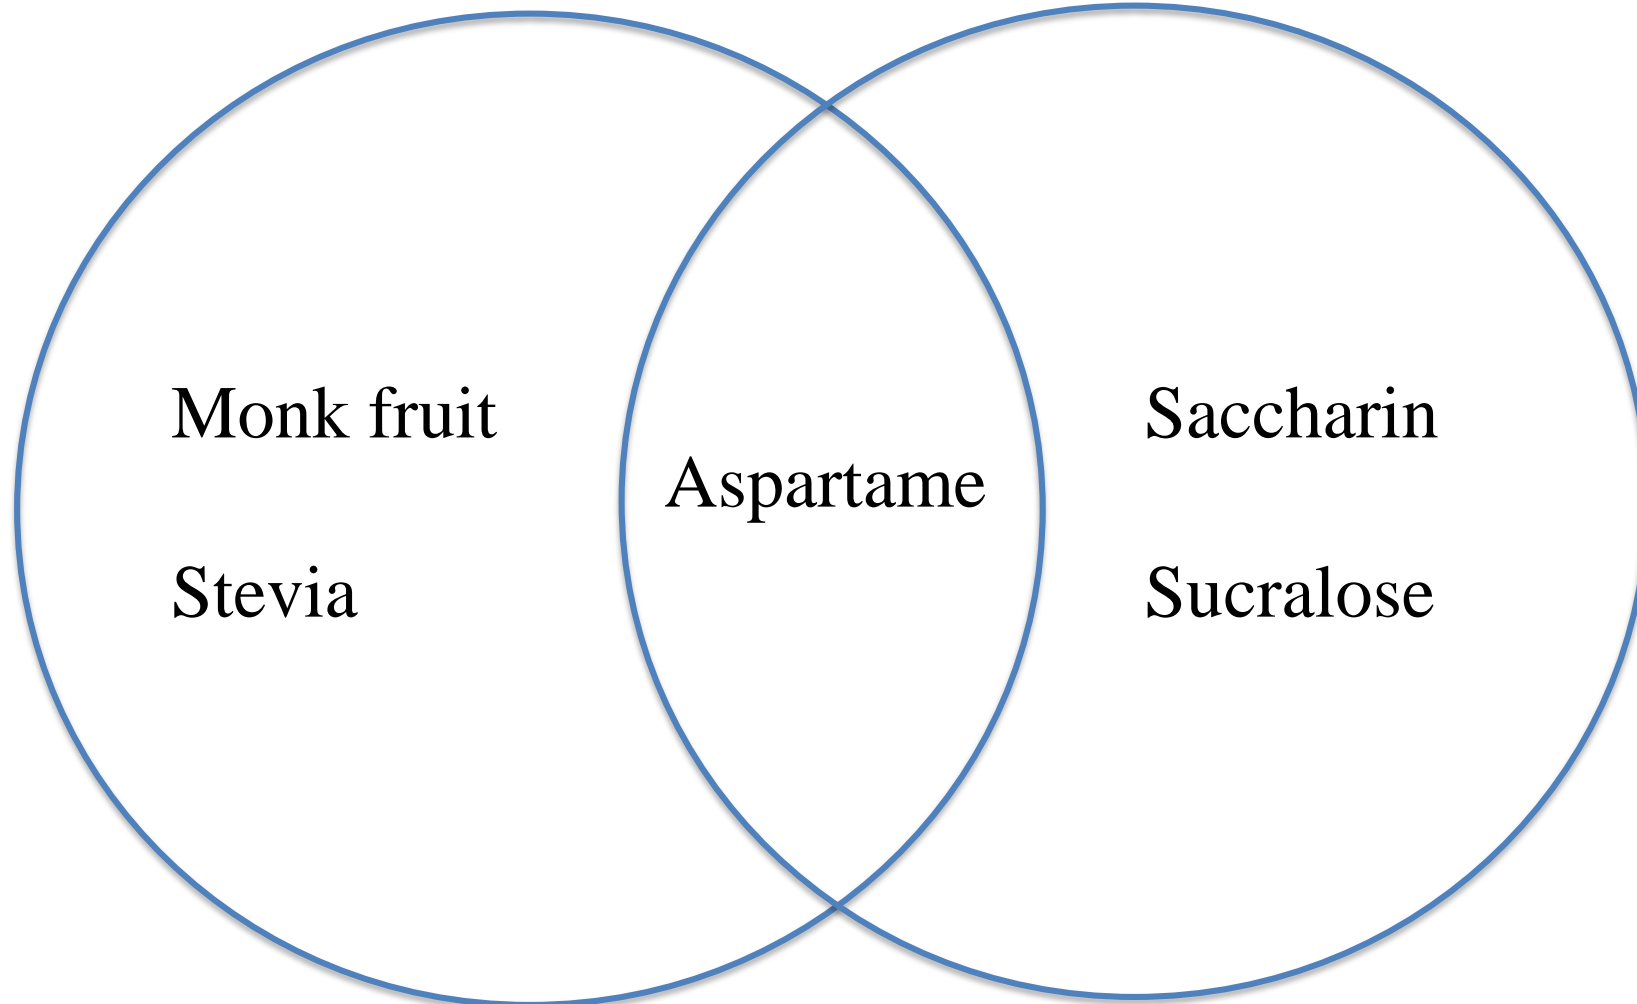 Monk fruit
Stevia
Aspartame
Saccharin
Sucralose